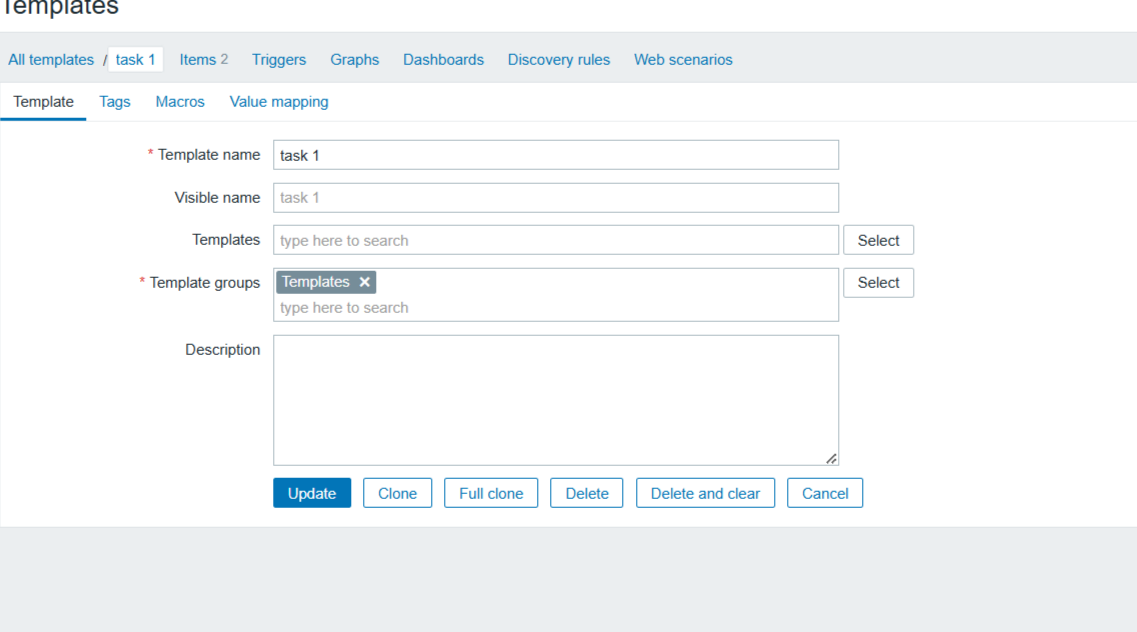 Templates
All templates / task 1 Items 2 Triggers Graphs Dashboards Discovery rules Web scenarios
Template Tags Macros Value mapping
* Template name task 1
Visible name task 1
Templates type here to search Select
* Template groups Templates × Select
type here to search
Description
Update Clone Full clone Delete Delete and clear Cancel